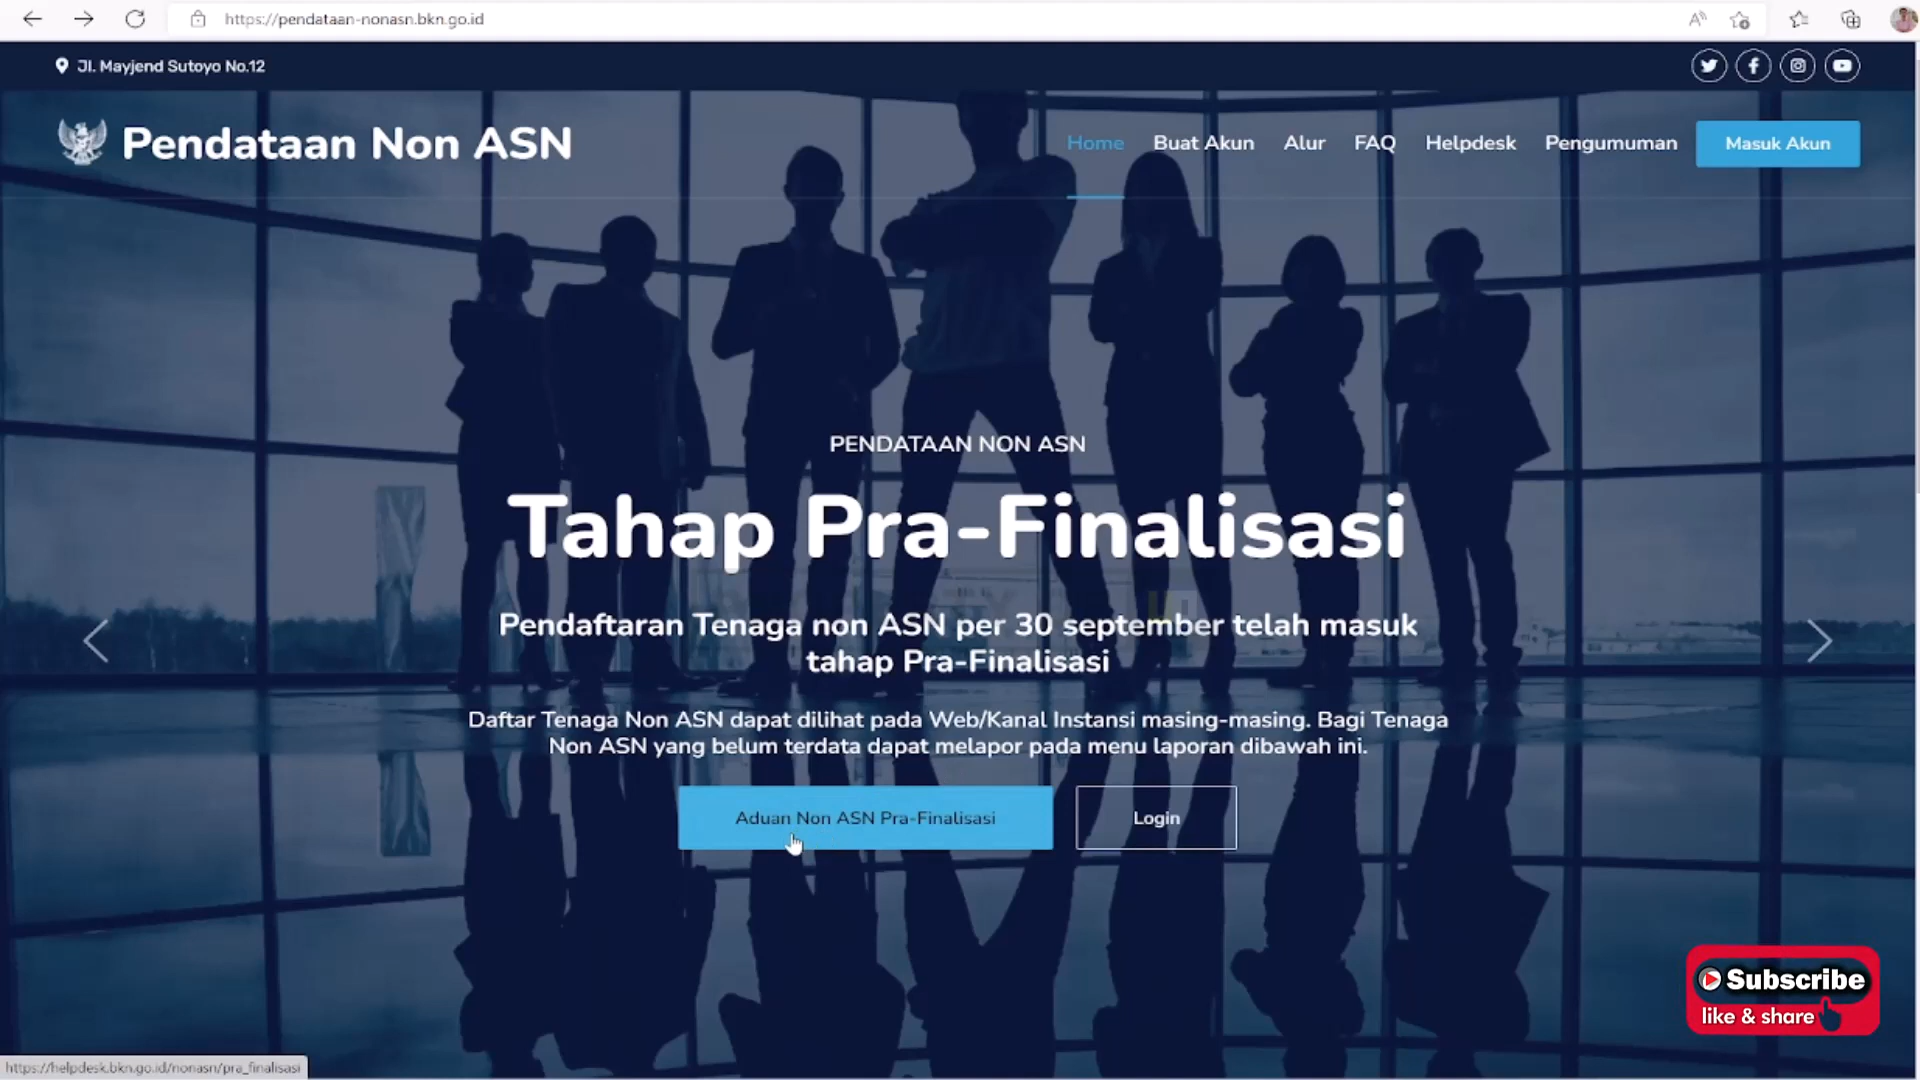 https://pendataan-nonasn.bkn.go.id
Jl. Mayjend Sutoyo No.12
Pendataan Non ASN
Home Buat Akun Alur FAQ Helpdesk Pengumuman Masuk Akun
PENDATAAN NON ASN
Tahap Pra-Finalisasi
Pendaftaran Tenaga non ASN per 30 september telah masuk
tahap Pra-Finalisasi
Daftar Tenaga Non ASN dapat dilihat pada Web/Kanal Instansi masing-masing. Bagi Tenaga
Non ASN yang belum terdata dapat melapor pada menu laporan dibawah ini.
Aduan Non ASN Pra-Finalisasi Login
Subscribe
like & share
https://helpdesk.bkn.go.id/nonasn/pra_finalisasi